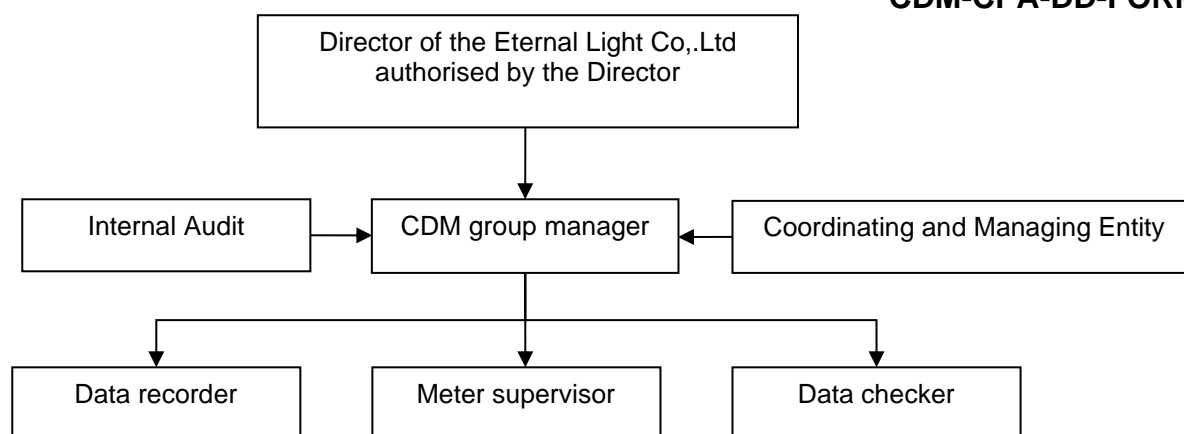 Director of the Eternal Light Co,.Ltd
authorised by the Director
Internal Audit
CDM group manager
Coordinating and Managing Entity
Data recorder
Meter supervisor
Data checker